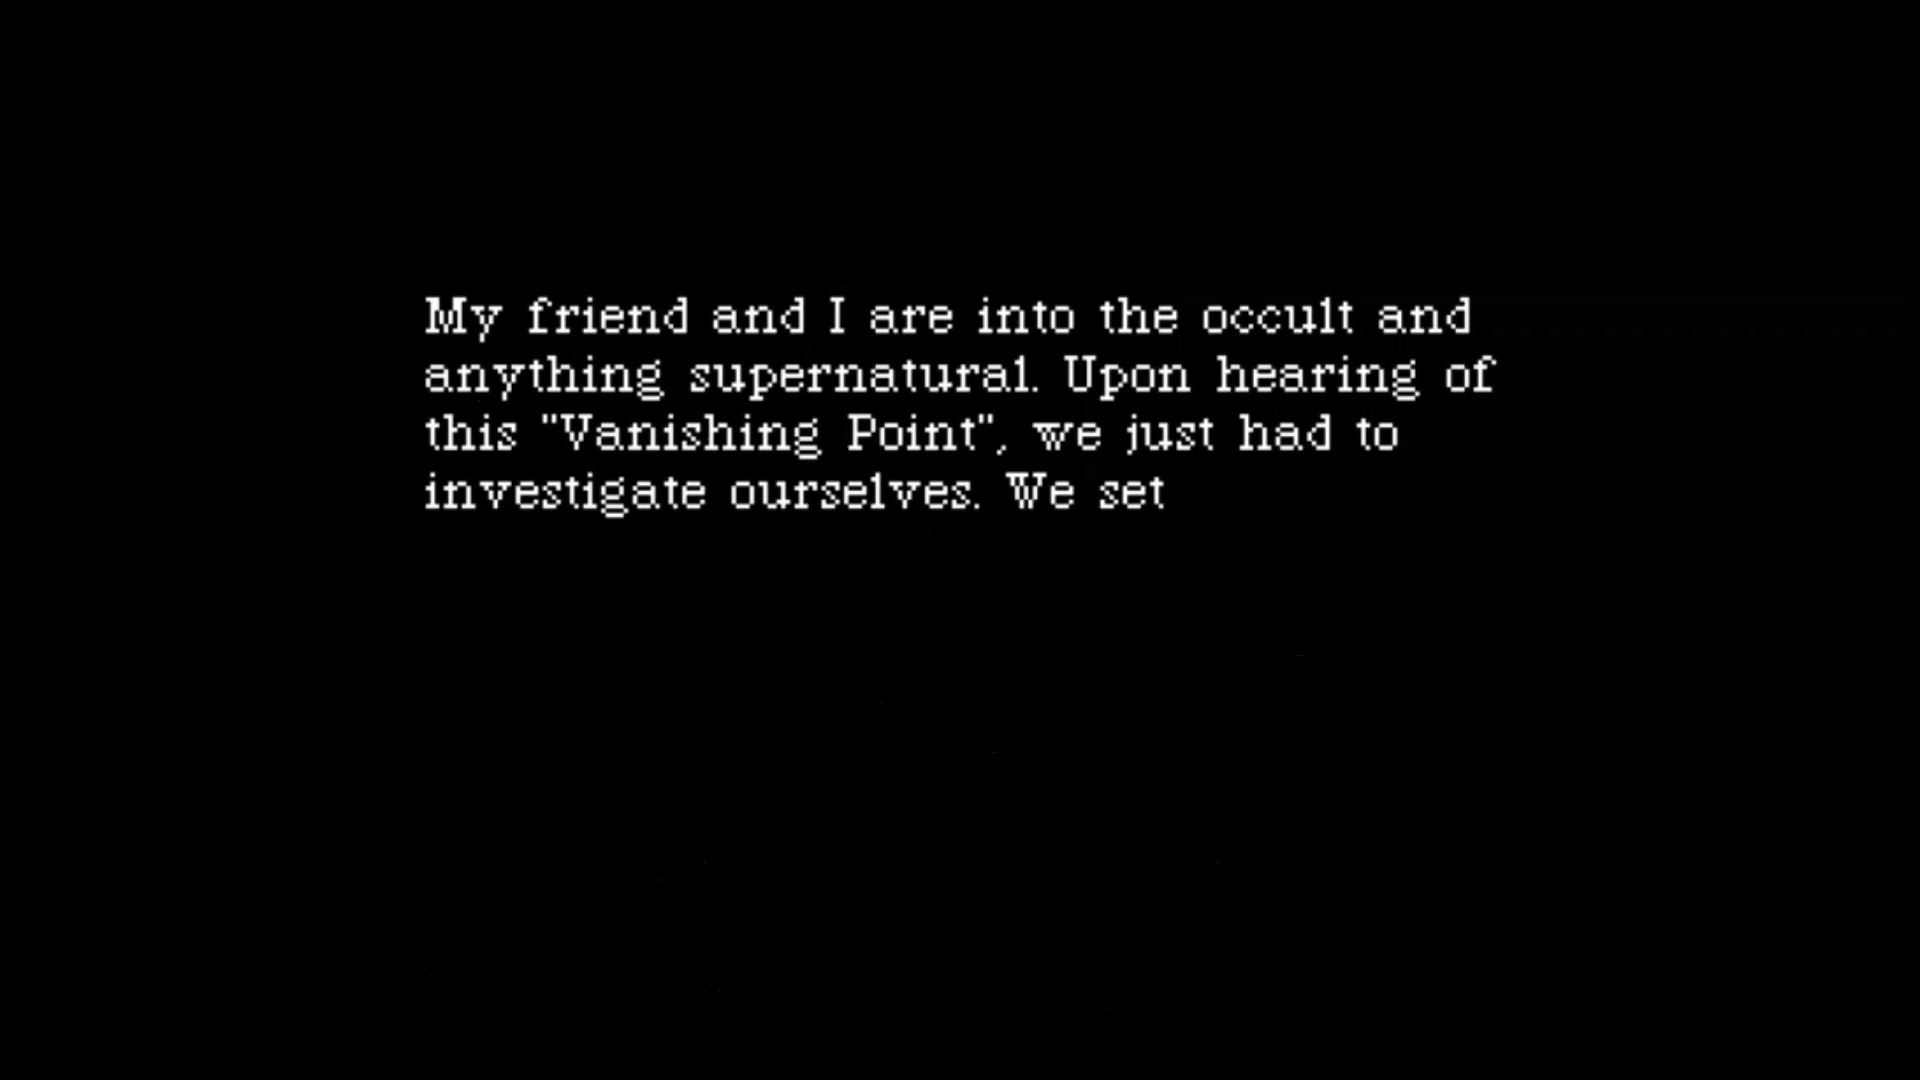 My friend and I are into the occult and
anything supernatural. Upon hearing of
this "Vanishing Point", we just had to
investigate ourselves. We set